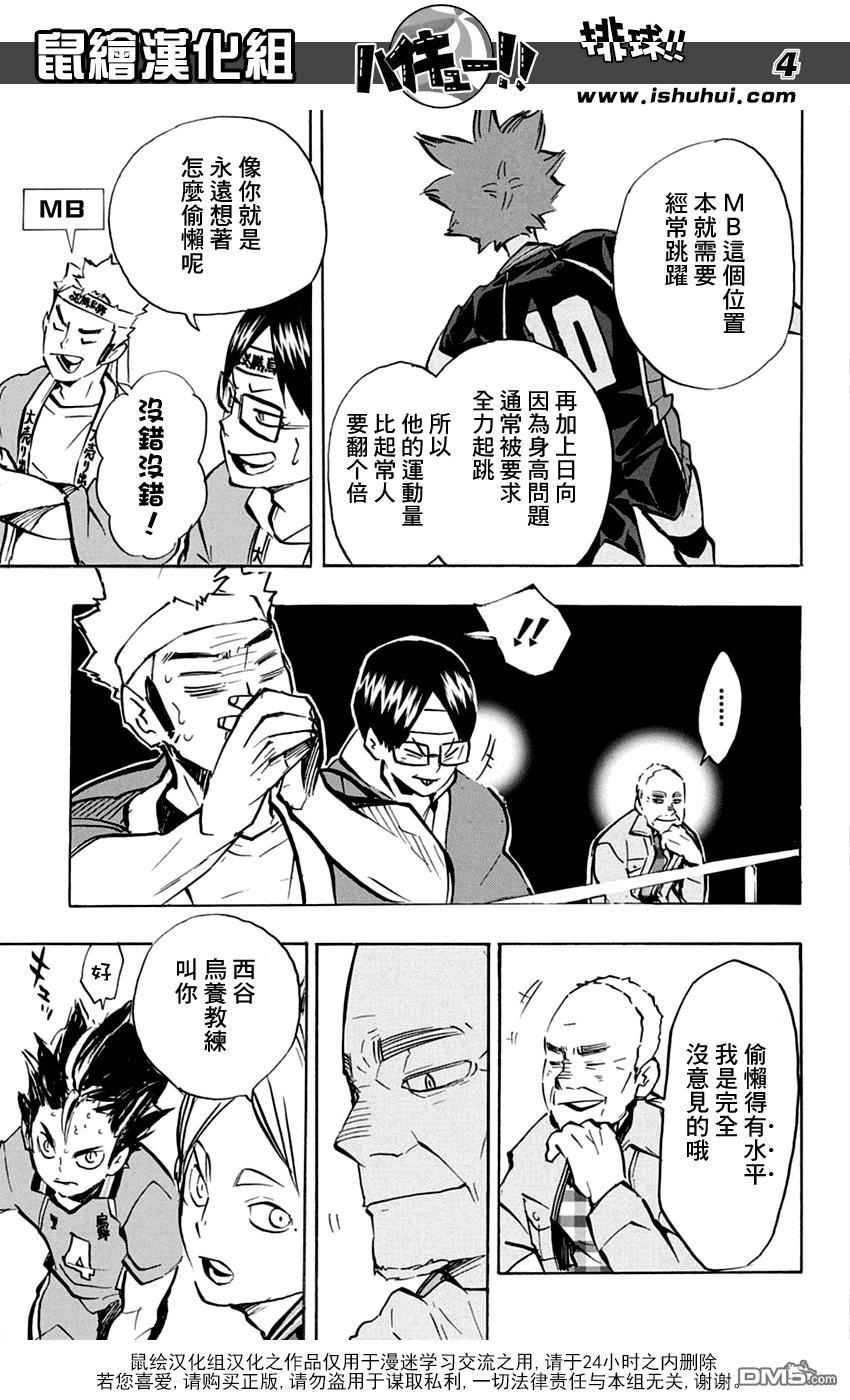 鼠繪漢化組
ハイキュー!!
排球!!
4
www.ishuhui.com
MB這個位置
本就需要
經常跳躍
再加上日向
因為身高問題
通常被要求
全力起跳
所以
他的運動量
比起常人
要翻个倍
10
像你就是
永遠想著
怎麼偷懶呢
MB
沒錯沒錯！
!!
……
偷懶得有水平
我是完全
沒意見的哦
西谷
烏養教練
叫你
好
烏野
4
鼠绘汉化组汉化之作品仅用于漫迷学习交流之用, 请于24小时之内删除
若您喜爱, 请购买正版, 请勿用于谋取私利, 一切法律责任与本组无关, 谢谢。
DM5.com